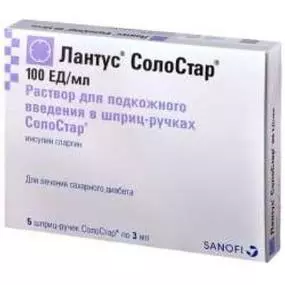 Лантус® СолоСтар®
100 ЕД/мл
Раствор для подкожного
введения в шприц-ручках
СолоСтар®
инсулин гларгин
Для лечения сахарного диабета
5 шприц-ручек СолоСтар® по 3 мл
SANOFI